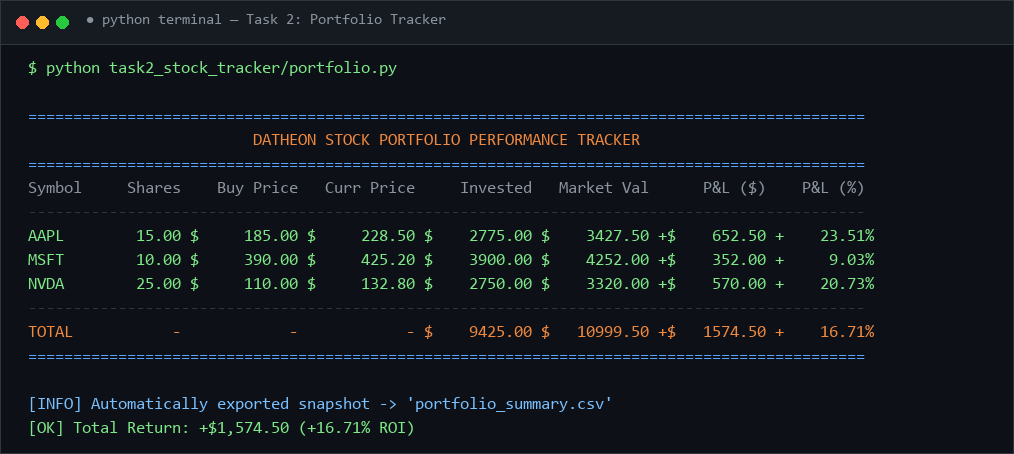 ● python terminal — Task 2: Portfolio Tracker
$ python task2_stock_tracker/portfolio.py
=============================================================================================
                         DATHEON STOCK PORTFOLIO PERFORMANCE TRACKER
=============================================================================================
Symbol     Shares    Buy Price   Curr Price     Invested   Market Val      P&L ($)    P&L (%)
---------------------------------------------------------------------------------------------
AAPL        15.00 $     185.00 $     228.50 $    2775.00 $    3427.50 +$    652.50 +    23.51%
MSFT        10.00 $     390.00 $     425.20 $    3900.00 $    4252.00 +$    352.00 +     9.03%
NVDA        25.00 $     110.00 $     132.80 $    2750.00 $    3320.00 +$    570.00 +    20.73%
---------------------------------------------------------------------------------------------
TOTAL           -            -            - $    9425.00 $   10999.50 +$   1574.50 +    16.71%
=============================================================================================
[INFO] Automatically exported snapshot -> 'portfolio_summary.csv'
[OK] Total Return: +$1,574.50 (+16.71% ROI)